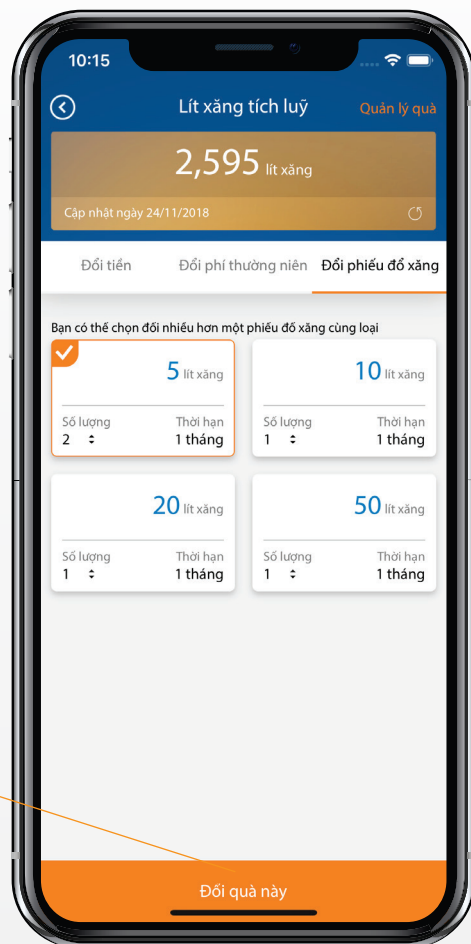 10:15
Lít xăng tích luỹ
Quản lý quà
2,595 lít xăng
Cập nhật ngày 24/11/2018
Đổi tiền
Đổi phí thường niên
Đổi phiếu đổ xăng
Bạn có thể chọn đổi nhiều hơn một phiếu đổ xăng cùng loại
5 lít xăng
10 lít xăng
Số lượng
Thời hạn
Số lượng
Thời hạn
2
1 tháng
1
1 tháng
20 lít xăng
50 lít xăng
Số lượng
Thời hạn
Số lượng
Thời hạn
1
1 tháng
1
1 tháng
Đổi quà này